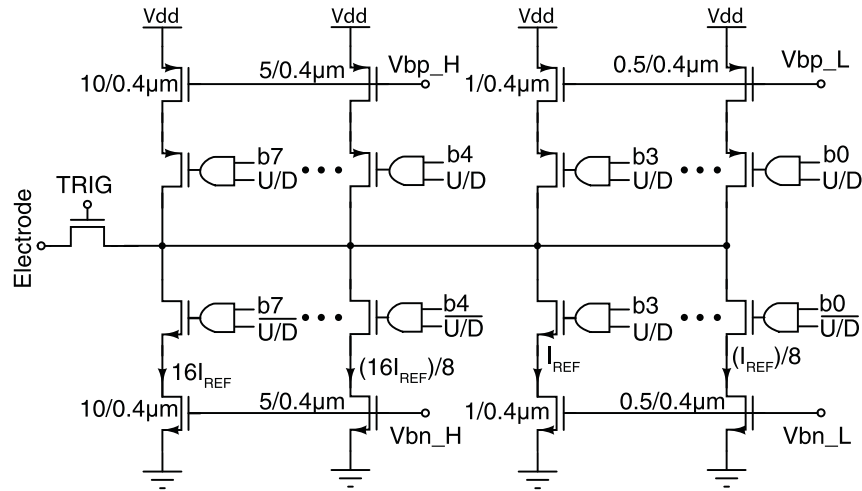 Vdd Vdd Vdd Vdd
10/0.4µm 5/0.4µm Vbp_H 1/0.4µm 0.5/0.4µm Vbp_L
b7 b4 b3 b0
U/D U/D U/D U/D
TRIG
Electrode
b7 b4 b3 b0
U/D U/D U/D U/D
16I_REF (16I_REF)/8 I_REF (I_REF)/8
10/0.4µm 5/0.4µm Vbn_H 1/0.4µm 0.5/0.4µm Vbn_L